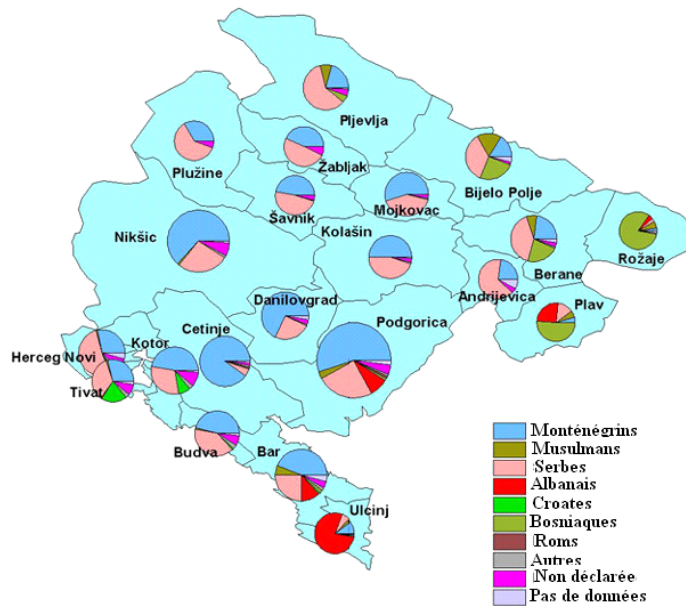 Pljevlja
Plužine
Žabljak
Bijelo Polje
Šavnik
Mojkovac
Nikšic
Kolašin
Rožaje
Berane
Andrijevica
Plav
Danilovgrad
Podgorica
Cetinje
Kotor
Herceg Novi
Tivat
Budva
Bar
Ulcinj
Monténégrins
Musulmans
Serbes
Albanais
Croates
Bosniaques
Roms
Autres
Non déclarée
Pas de données